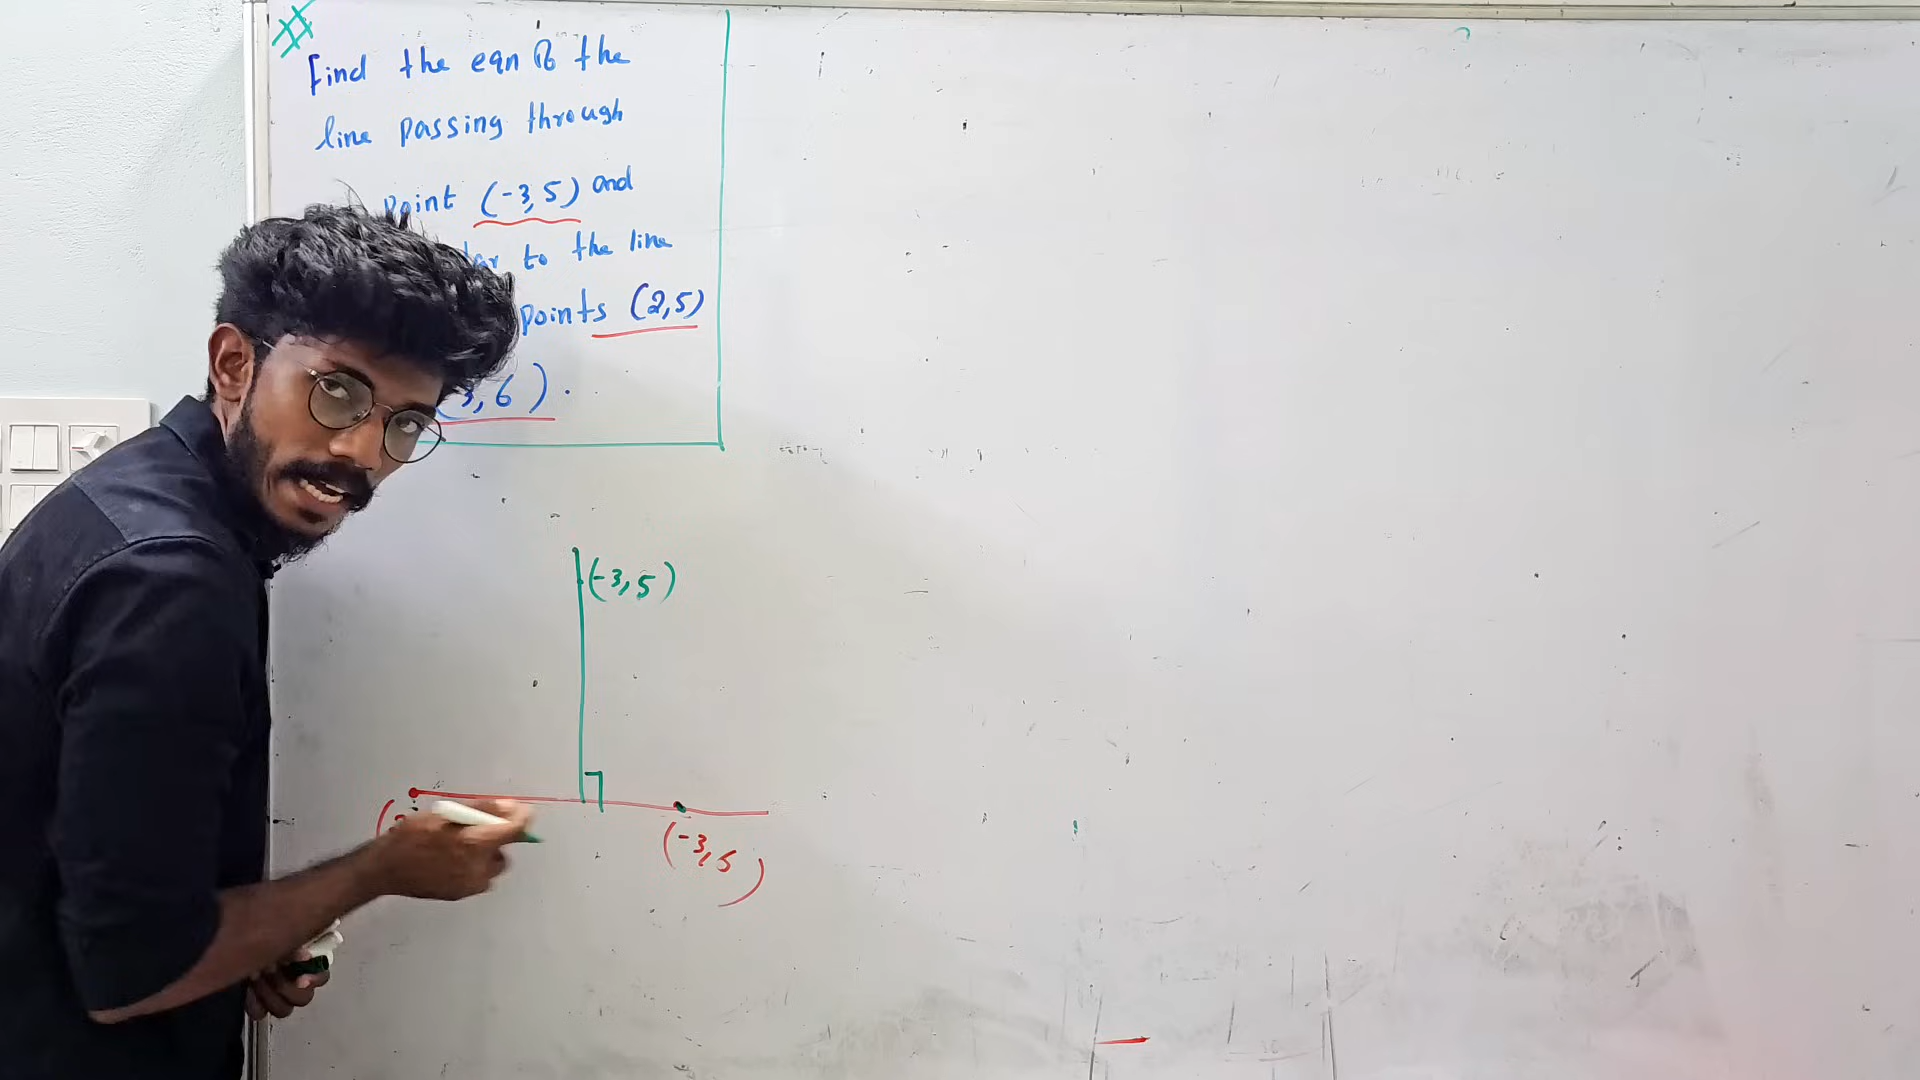 Find the eqn of the
line passing through
point (-3,5) and
to the line
points (2,5)
3,6).
(-3,5)
(-3,5)